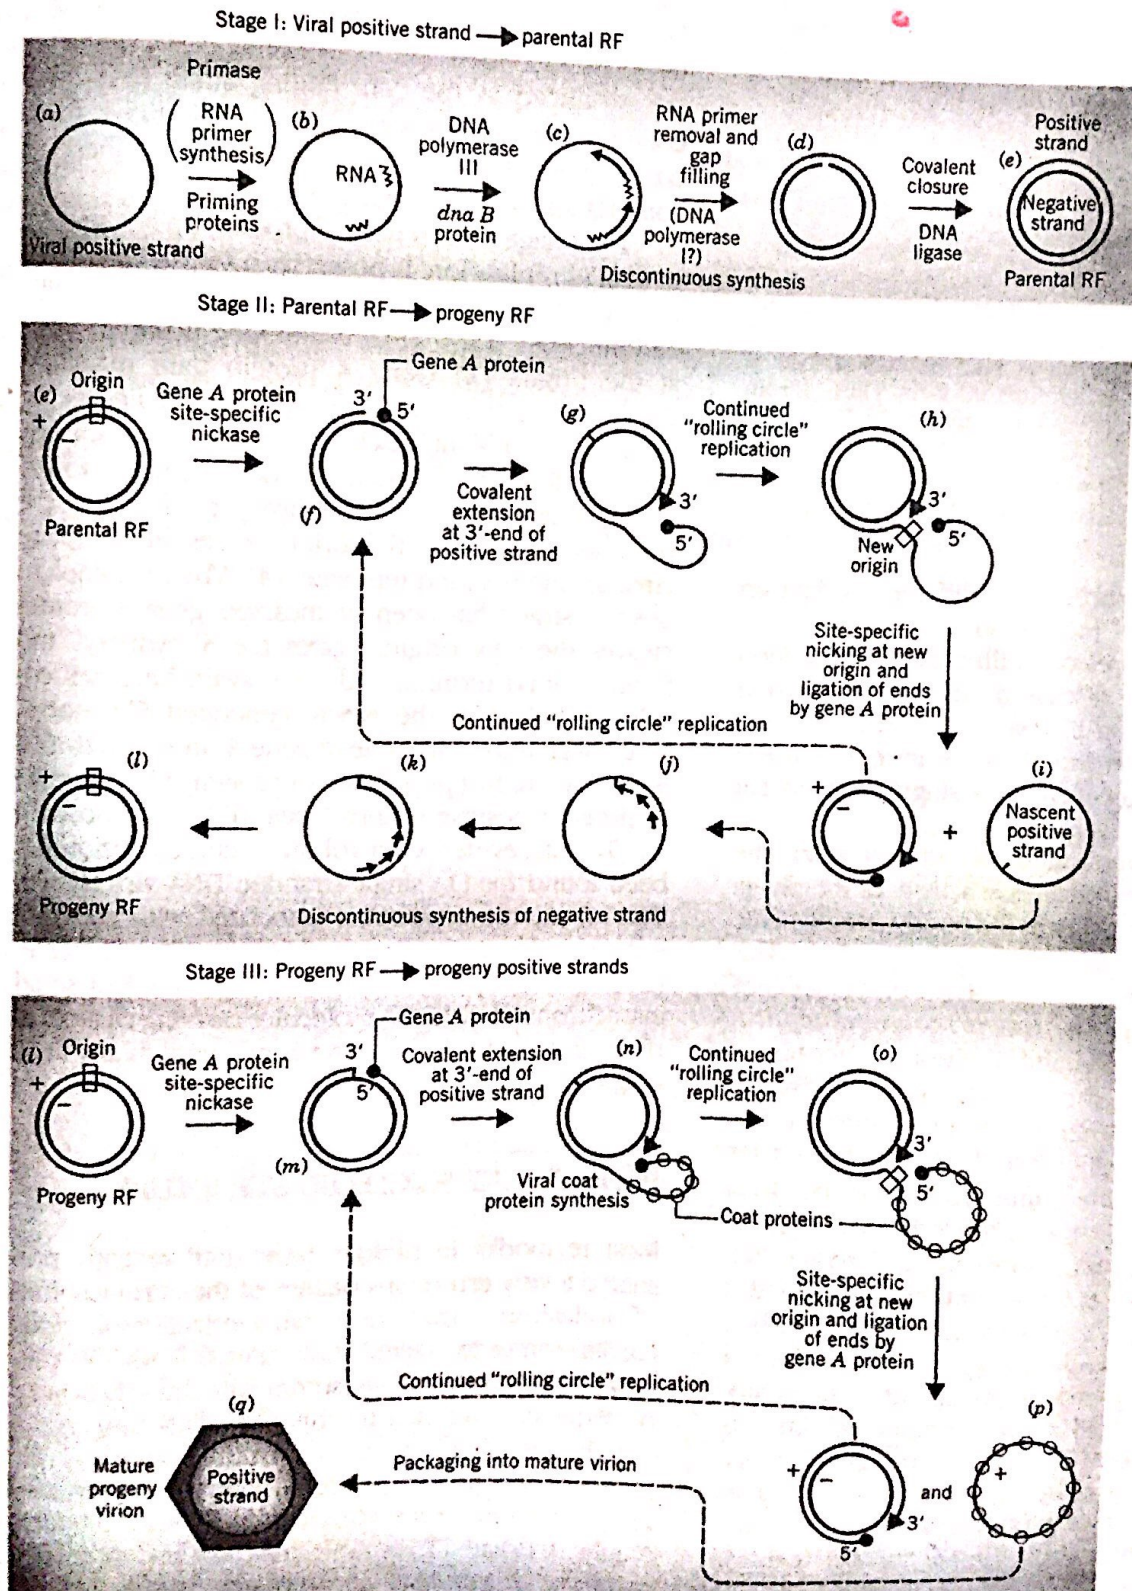 Stage I: Viral positive strand → parental RF
Primase
(a)
(RNA
primer
synthesis)
Priming
proteins
Viral positive strand
(b)
RNA
DNA
polymerase
III
dna B
protein
(c)
RNA primer
removal and
gap
filling
(DNA
polymerase
I?)
Discontinuous synthesis
(d)
Covalent
closure
DNA
ligase
Positive
strand
(e)
Negative
strand
Parental RF
Stage II: Parental RF → progeny RF
(e)
Origin
+
−
Parental RF
Gene A protein
site-specific
nickase
Gene A protein
3'
5'
(f)
Covalent
extension
at 3'-end of
positive strand
(g)
3'
5'
Continued
"rolling circle"
replication
(h)
3'
5'
New
origin
Site-specific
nicking at new
origin and
ligation of ends
by gene A protein
Continued "rolling circle" replication
(l)
+
−
Progeny RF
(k)
(j)
Discontinuous synthesis of negative strand
+
−
+
(i)
Nascent
positive
strand
Stage III: Progeny RF → progeny positive strands
(l)
Origin
+
−
Progeny RF
Gene A protein
site-specific
nickase
Gene A protein
3'
5'
(m)
Covalent extension
at 3'-end of
positive strand
(n)
Viral coat
protein synthesis
Continued
"rolling circle"
replication
(o)
3'
5'
Coat proteins
Site-specific
nicking at new
origin and ligation
of ends by
gene A protein
Continued "rolling circle" replication
(q)
Mature
progeny
virion
Positive
strand
Packaging into mature virion
+
−
3'
5'
and
(p)
+